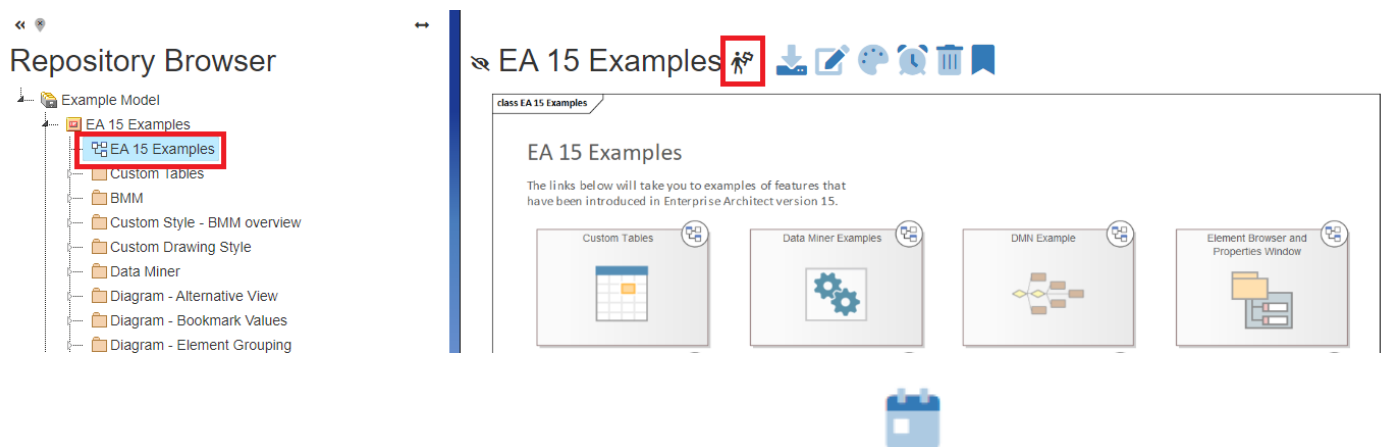 Repository Browser
Example Model
EA 15 Examples
EA 15 Examples
Custom Tables
BMM
Custom Style - BMM overview
Custom Drawing Style
Data Miner
Diagram - Alternative View
Diagram - Bookmark Values
Diagram - Element Grouping
EA 15 Examples
class EA 15 Examples
EA 15 Examples
The links below will take you to examples of features that
have been introduced in Enterprise Architect version 15.
Custom Tables
Data Miner Examples
DMN Example
Element Browser and
Properties Window